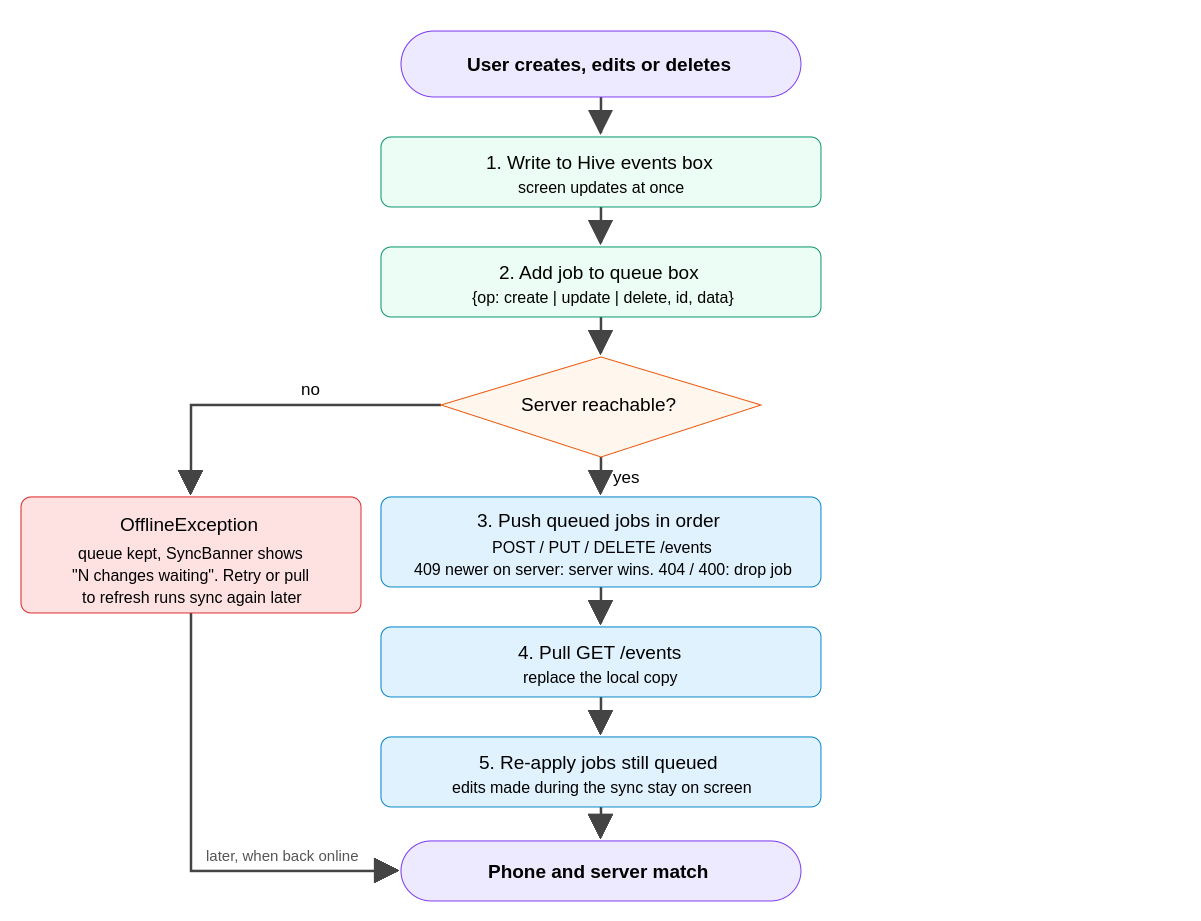 User creates, edits or deletes
1. Write to Hive events box
screen updates at once
2. Add job to queue box
{op: create | update | delete, id, data}
Server reachable?
no
yes
OfflineException
queue kept, SyncBanner shows
"N changes waiting". Retry or pull
to refresh runs sync again later
3. Push queued jobs in order
POST / PUT / DELETE /events
409 newer on server: server wins. 404 / 400: drop job
4. Pull GET /events
replace the local copy
5. Re-apply jobs still queued
edits made during the sync stay on screen
later, when back online
Phone and server match